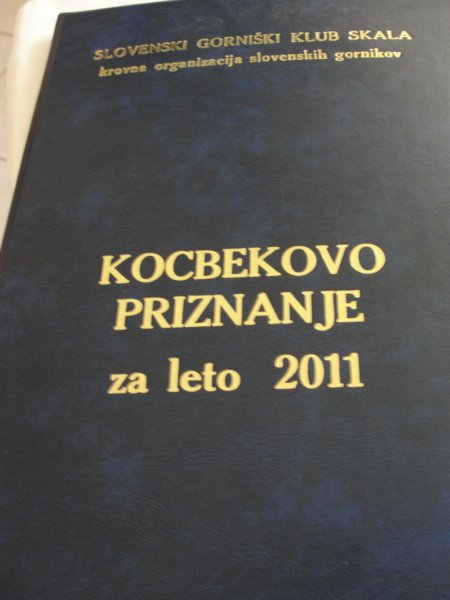 SLOVENSKI GORNIŠKI KLUB SKALA
krovna organizacija slovenskih gornikov
KOCBEKOVO
PRIZNANJE
za leto 2011